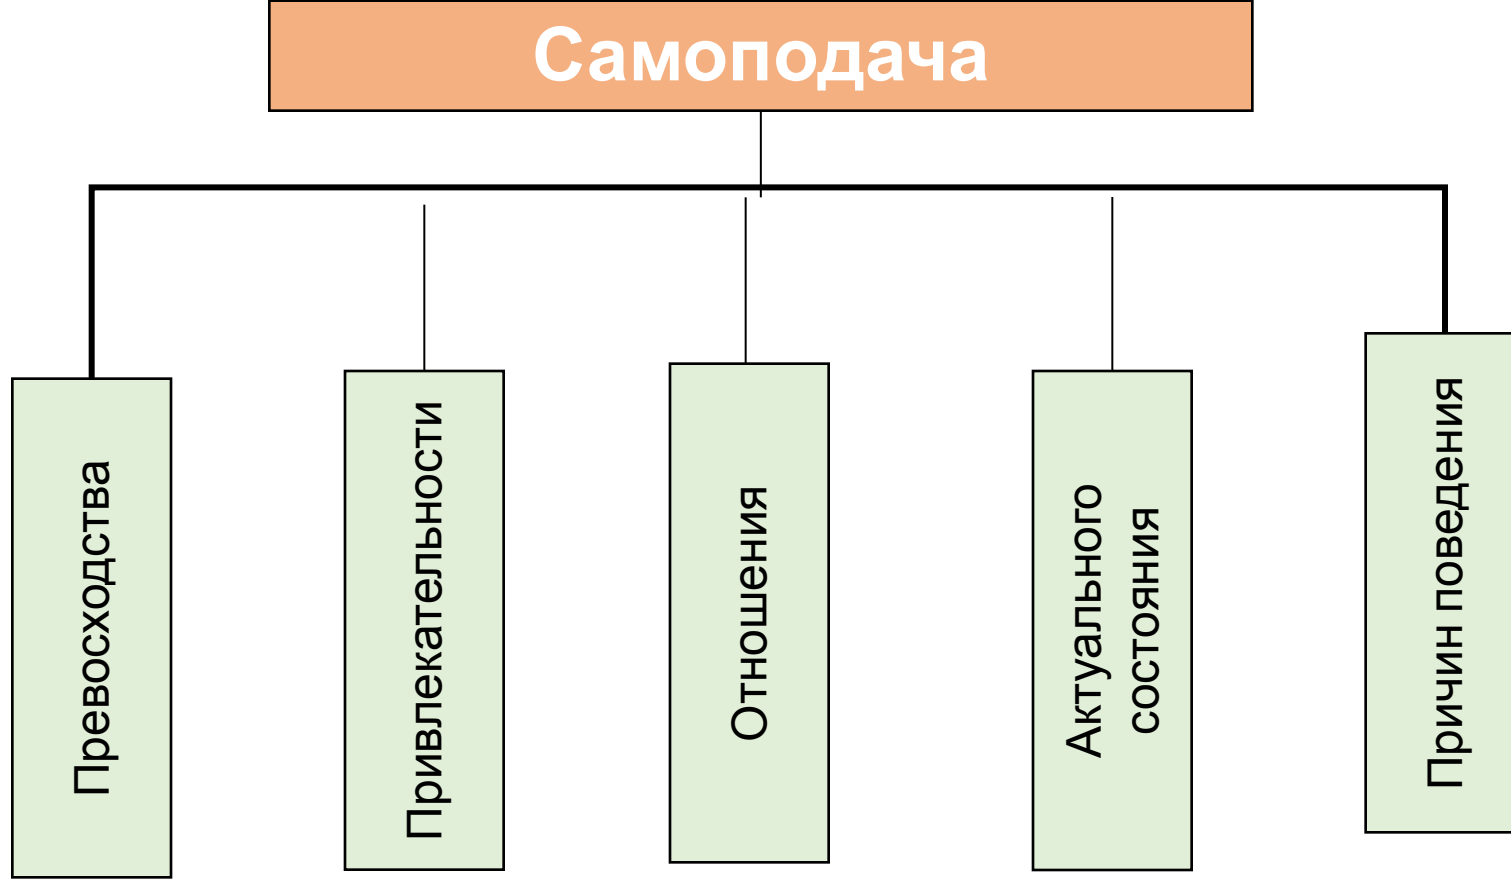 Самоподача
Превосходства
Привлекательности
Отношения
Актуального
состояния
Причин поведения